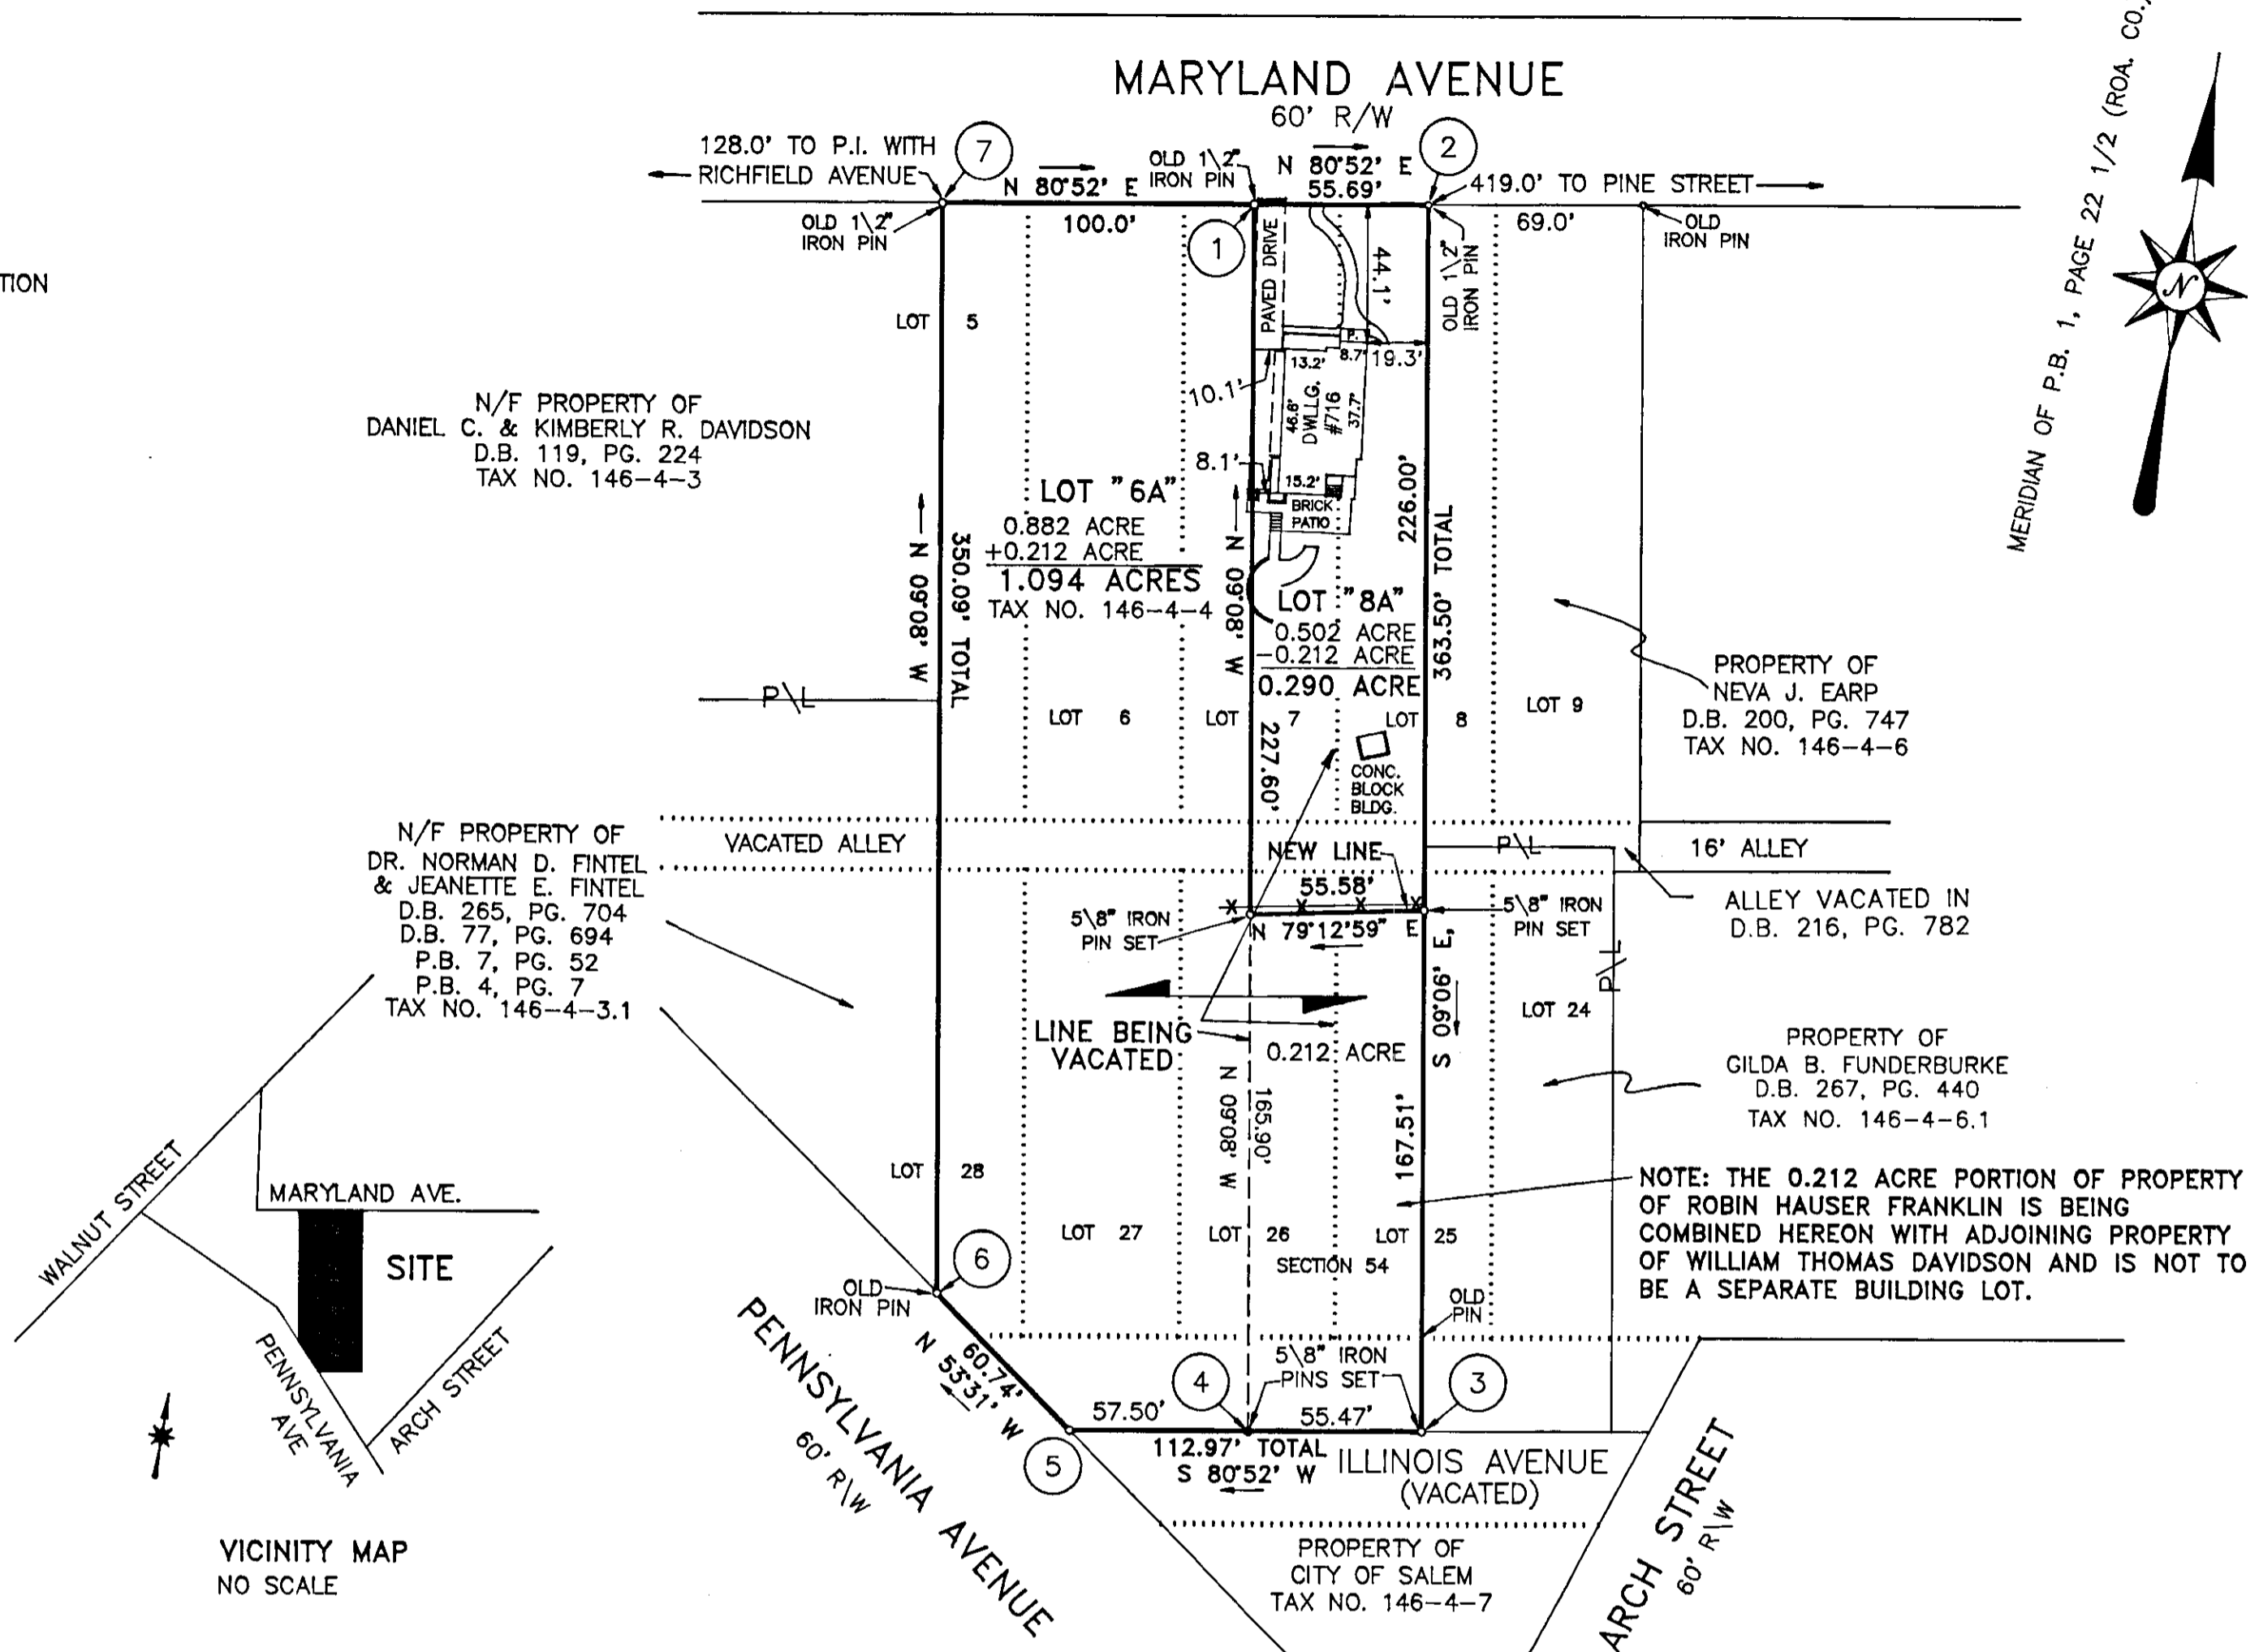 MARYLAND AVENUE
60' R/W
128.0' TO P.I. WITH
RICHFIELD AVENUE
7
N 80°52' E
100.0'
OLD 1\2"
IRON PIN
OLD 1\2"
IRON PIN
1
N 80°52' E
55.69'
2
419.0' TO PINE STREET
69.0'
OLD
IRON PIN
OLD 1\2"
IRON PIN
MERIDIAN OF P.B. 1, PAGE 22 1/2 (ROA. CO.)
N
TION
PAVED DRIVE
44.1'
LOT 5
P.
13.2'
8.7'
19.3'
10.1'
46.6'
DWLLG.
#716
37.7'
8.1'
15.2'
BRICK
PATIO
N/F PROPERTY OF
DANIEL C. & KIMBERLY R. DAVIDSON
D.B. 119, PG. 224
TAX NO. 146-4-3
LOT "6A"
0.882 ACRE
+0.212 ACRE
1.094 ACRES
TAX NO. 146-4-4
N 09°08' W
350.09' TOTAL
N 09°08' W
227.60'
226.00'
363.50' TOTAL
LOT "8A"
0.502 ACRE
-0.212 ACRE
0.290 ACRE
PROPERTY OF
NEVA J. EARP
D.B. 200, PG. 747
TAX NO. 146-4-6
P\L
LOT 6
LOT 7
LOT 8
LOT 9
CONC.
BLOCK
BLDG.
VACATED ALLEY
NEW LINE
P\L
16' ALLEY
55.58'
X X X X X
N 79°12'59" E
5\8" IRON
PIN SET
5\8" IRON
PIN SET
ALLEY VACATED IN
D.B. 216, PG. 782
N/F PROPERTY OF
DR. NORMAN D. FINTEL
& JEANETTE E. FINTEL
D.B. 265, PG. 704
D.B. 77, PG. 694
P.B. 7, PG. 52
P.B. 4, PG. 7
TAX NO. 146-4-3.1
S 09°06' E,
P\L
LOT 24
LINE BEING
VACATED
0.212 ACRE
N 09°08' W
165.90'
167.51'
PROPERTY OF
GILDA B. FUNDERBURKE
D.B. 267, PG. 440
TAX NO. 146-4-6.1
LOT 28
LOT 27
LOT 26
LOT 25
SECTION 54
NOTE: THE 0.212 ACRE PORTION OF PROPERTY
OF ROBIN HAUSER FRANKLIN IS BEING
COMBINED HEREON WITH ADJOINING PROPERTY
OF WILLIAM THOMAS DAVIDSON AND IS NOT TO
BE A SEPARATE BUILDING LOT.
6
OLD
IRON PIN
OLD
PIN
60.74'
N 53°31' W
4
5\8" IRON
PINS SET
3
57.50'
55.47'
112.97' TOTAL
S 80°52' W
5
ILLINOIS AVENUE
(VACATED)
PENNSYLVANIA AVENUE
60' R\W
ARCH STREET
60' R\W
PROPERTY OF
CITY OF SALEM
TAX NO. 146-4-7
WALNUT STREET
MARYLAND AVE.
SITE
PENNSYLVANIA
AVE
ARCH STREET
VICINITY MAP
NO SCALE